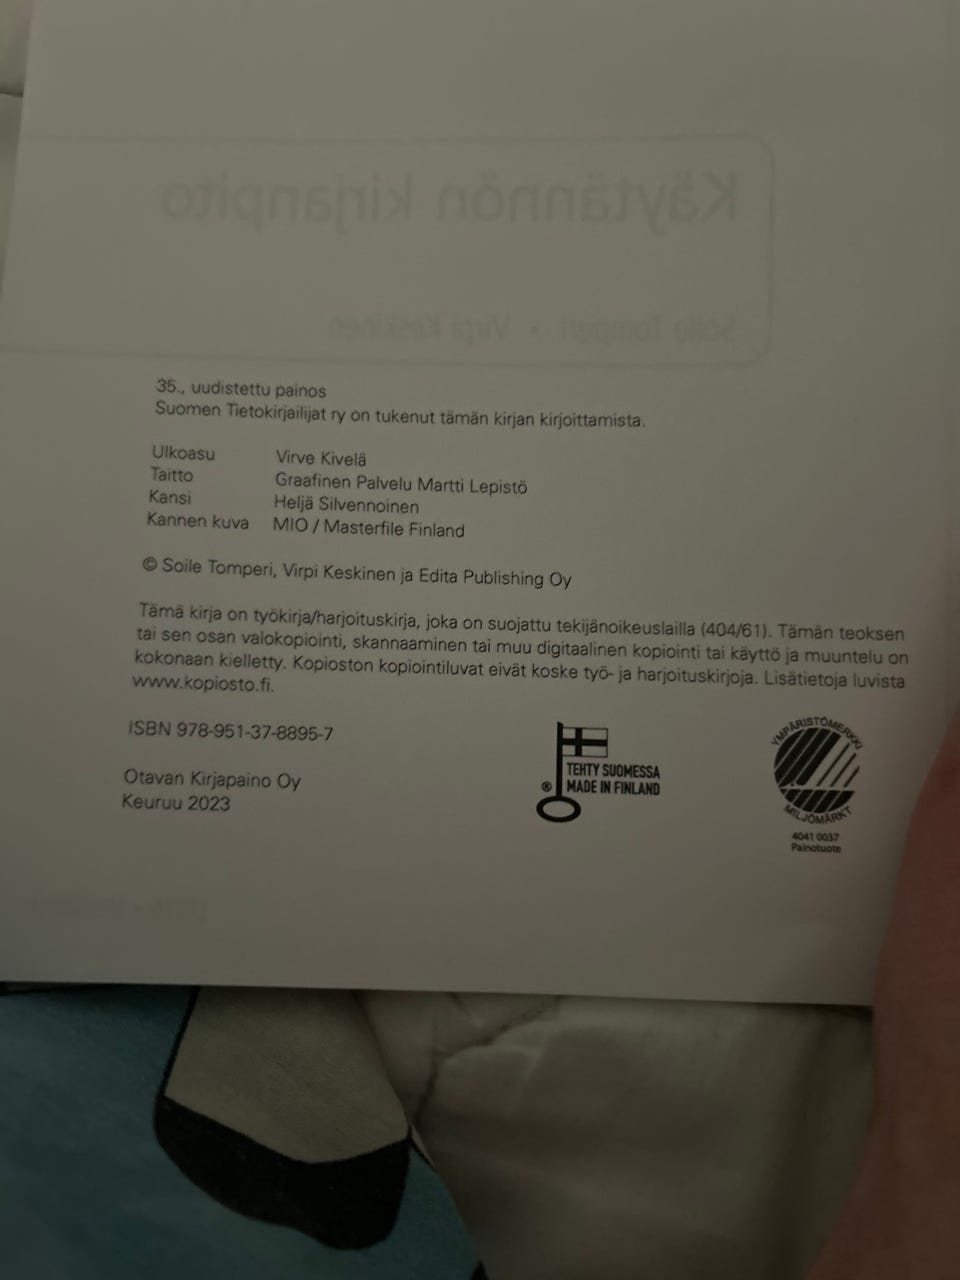 Käytännön kirjanpito
Soile Tomperi • Virpi Keskinen
35., uudistettu painos
Suomen Tietokirjailijat ry on tukenut tämän kirjan kirjoittamista.
Ulkoasu Virve Kivelä
Taitto Graafinen Palvelu Martti Lepistö
Kansi Heljä Silvennoinen
Kannen kuva MIO / Masterfile Finland
© Soile Tomperi, Virpi Keskinen ja Edita Publishing Oy
Tämä kirja on työkirja/harjoituskirja, joka on suojattu tekijänoikeuslailla (404/61). Tämän teoksen
tai sen osan valokopiointi, skannaaminen tai muu digitaalinen kopiointi tai käyttö ja muuntelu on
kokonaan kielletty. Kopioston kopiointiluvat eivät koske työ- ja harjoituskirjoja. Lisätietoja luvista
www.kopiosto.fi.
ISBN 978-951-37-8895-7
Otavan Kirjapaino Oy
Keuruu 2023
® TEHTY SUOMESSA
MADE IN FINLAND
YMPÄRISTÖMERKKI
MILJÖMÄRKT
4041 0037
Painotuote